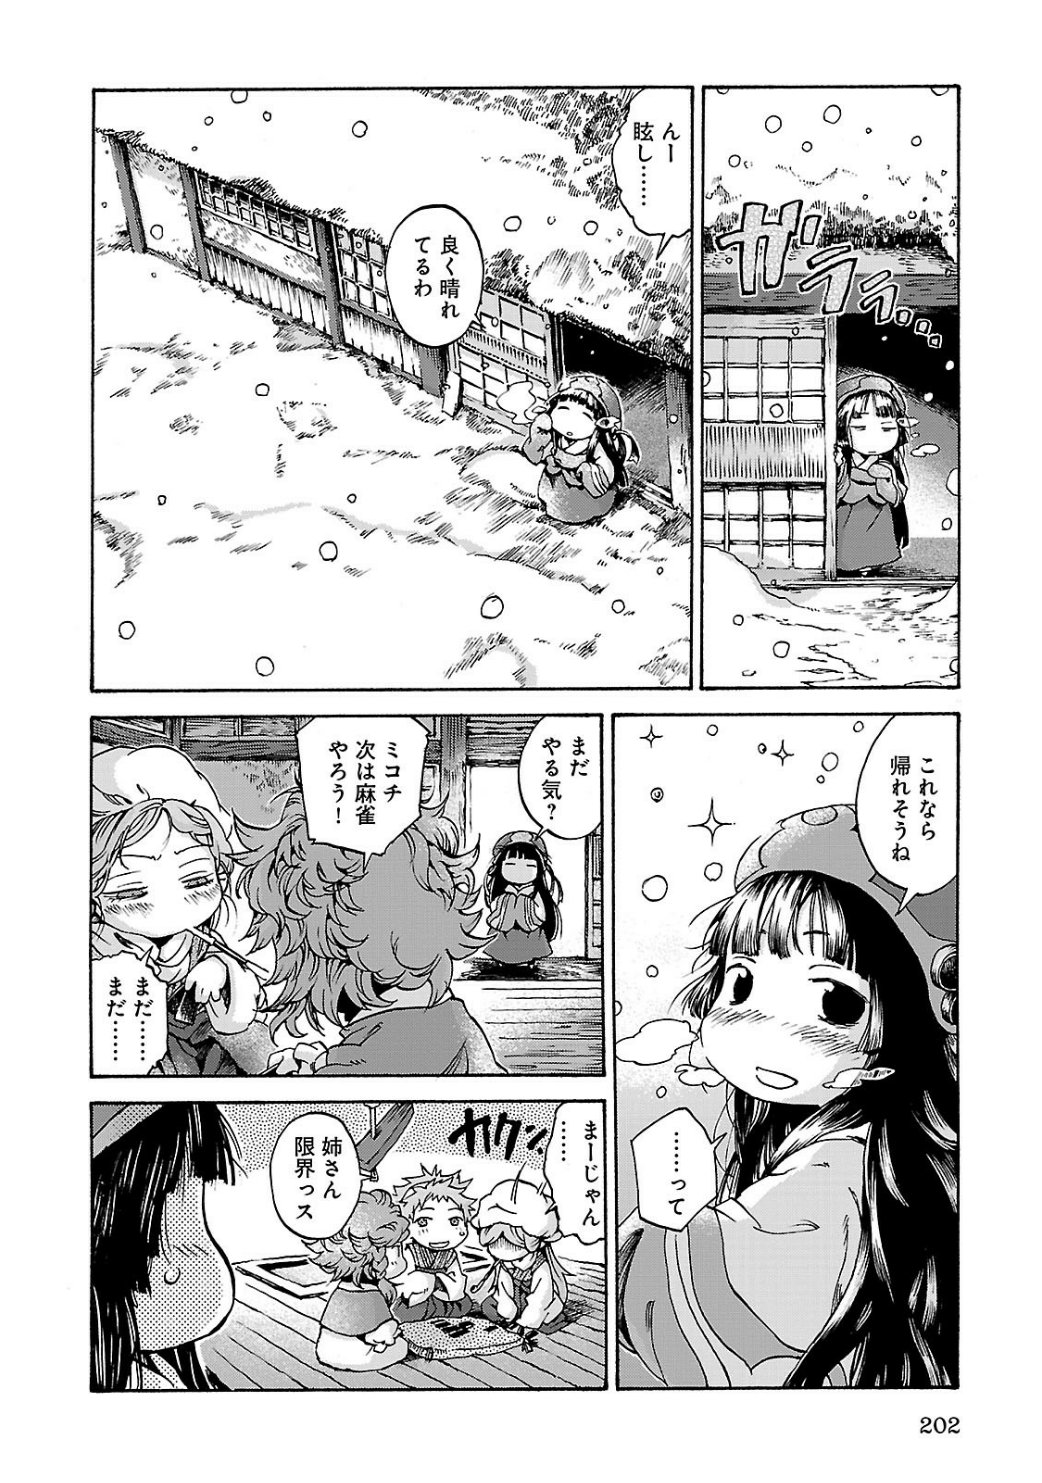 ガララ…
んー
眩し……
良く晴れ
てるわ
これなら
帰れそうね
……って
まだ
やる気?
ミコチ
次は麻雀
やろう!
まだ……
まだ……
まーじゃん
……
カクン
姉さん
限界っス
202